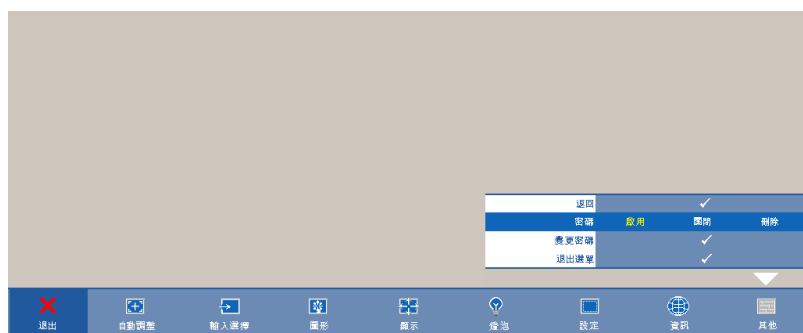 返回 ✓
密碼 啟用 關閉 刪除
變更密碼 ✓
退出選單 ✓
退出 自動調整 輸入選擇 圖形 顯示 燈泡 設定 資訊 其他